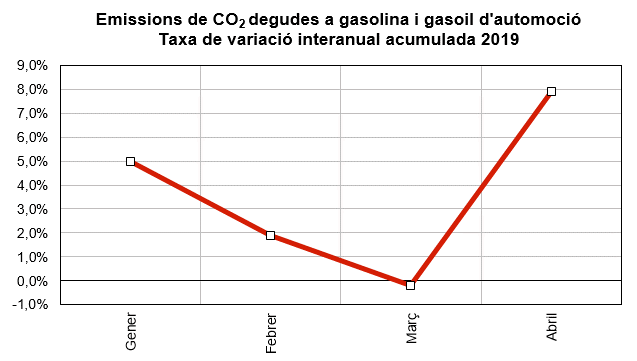 Emissions de CO2 degudes a gasolina i gasoil d'automoció
Taxa de variació interanual acumulada 2019
9,0%
8,0%
7,0%
6,0%
5,0%
4,0%
3,0%
2,0%
1,0%
0,0%
-1,0%
Gener
Febrer
Març
Abril